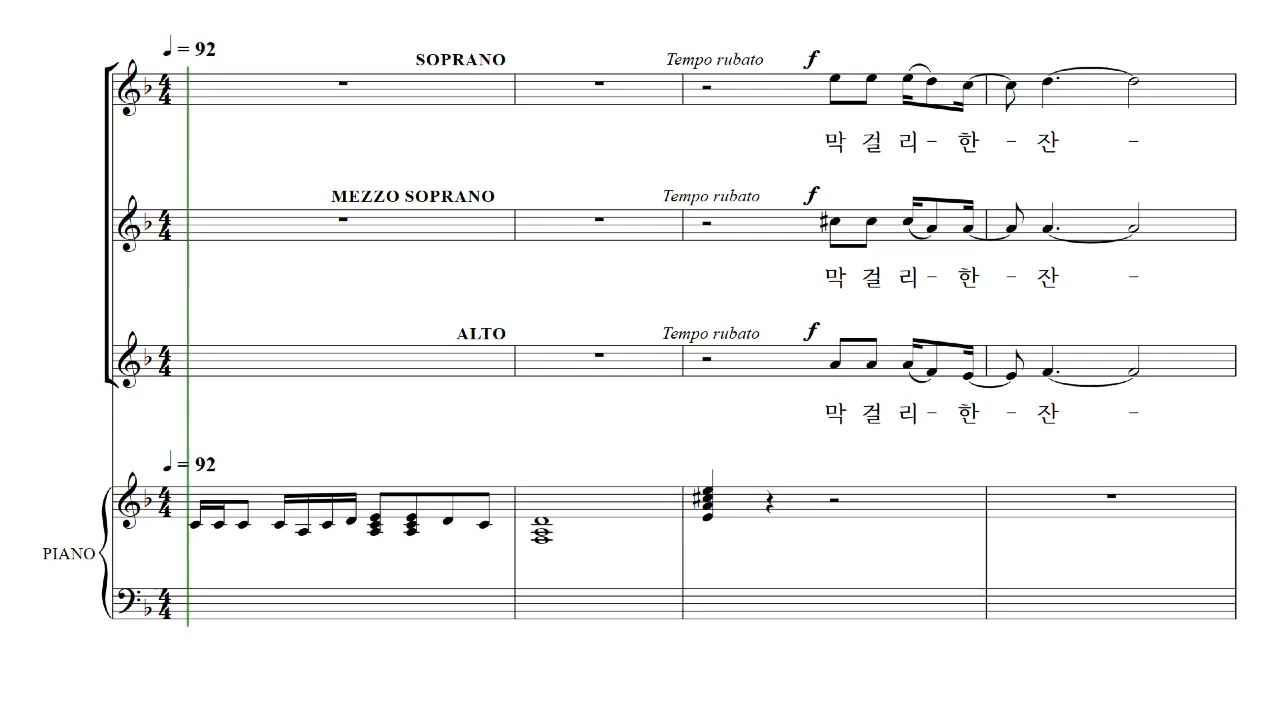 ♩ = 92
SOPRANO
Tempo rubato f
막 걸 리 - 한 - 잔 -
MEZZO SOPRANO
Tempo rubato f
막 걸 리 - 한 - 잔 -
ALTO
Tempo rubato f
막 걸 리 - 한 - 잔 -
♩ = 92
PIANO